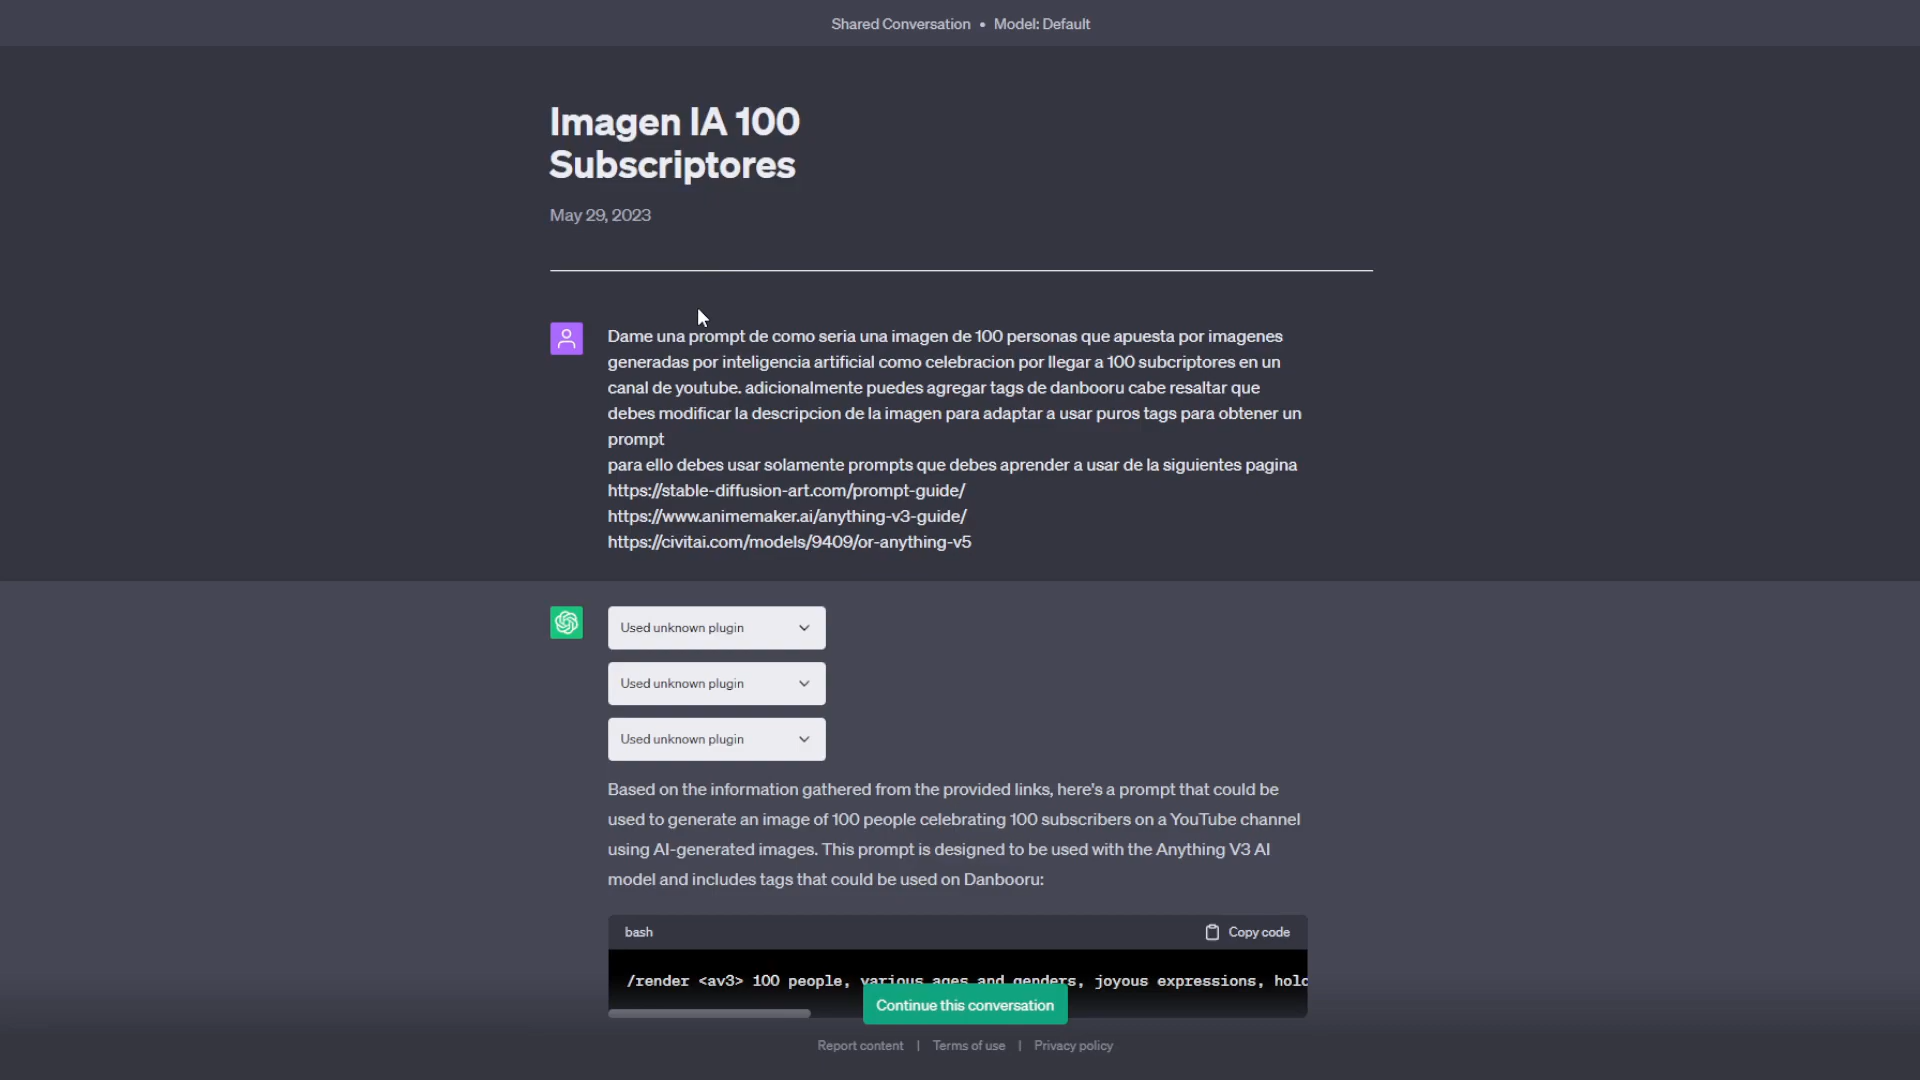 Shared Conversation • Model: Default
Imagen IA 100
Subscriptores
May 29, 2023
Dame una prompt de como seria una imagen de 100 personas que apuesta por imagenes
generadas por inteligencia artificial como celebracion por llegar a 100 subcriptores en un
canal de youtube. adicionalmente puedes agregar tags de danbooru cabe resaltar que
debes modificar la descripcion de la imagen para adaptar a usar puros tags para obtener un
prompt
para ello debes usar solamente prompts que debes aprender a usar de la siguientes pagina
https://stable-diffusion-art.com/prompt-guide/
https://www.animemaker.ai/anything-v3-guide/
https://civitai.com/models/9409/or-anything-v5
Used unknown plugin
Used unknown plugin
Used unknown plugin
Based on the information gathered from the provided links, here's a prompt that could be
used to generate an image of 100 people celebrating 100 subscribers on a YouTube channel
using AI-generated images. This prompt is designed to be used with the Anything V3 AI
model and includes tags that could be used on Danbooru:
bash
Copy code
/render <av3> 100 people, various ages and genders, joyous expressions,
Continue this conversation
Report content | Terms of use | Privacy policy